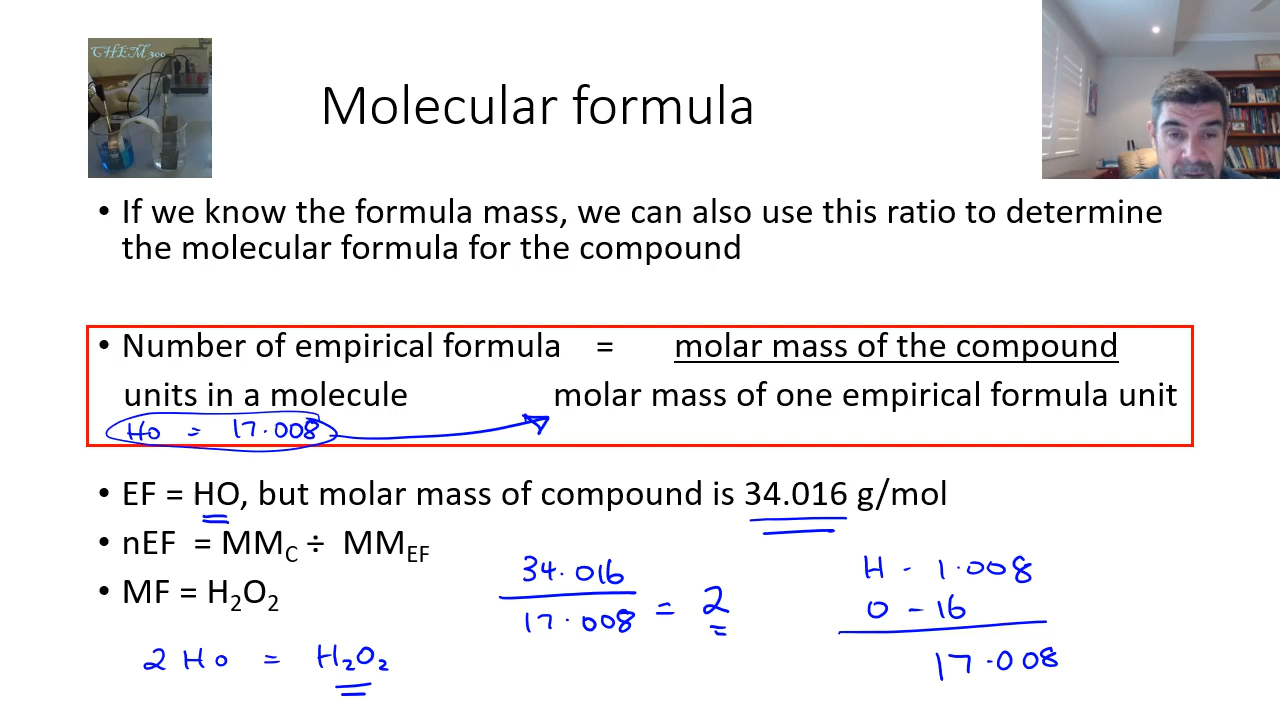 CHEM 300
Molecular formula
• If we know the formula mass, we can also use this ratio to determine
the molecular formula for the compound
• Number of empirical formula = molar mass of the compound
units in a molecule molar mass of one empirical formula unit
HO = 17.008
• EF = HO, but molar mass of compound is 34.016 g/mol
• nEF = MM_C ÷ MM_EF
• MF = H₂O₂
34.016
17.008 = 2
H - 1.008
O - 16
17.008
2 HO = H₂O₂